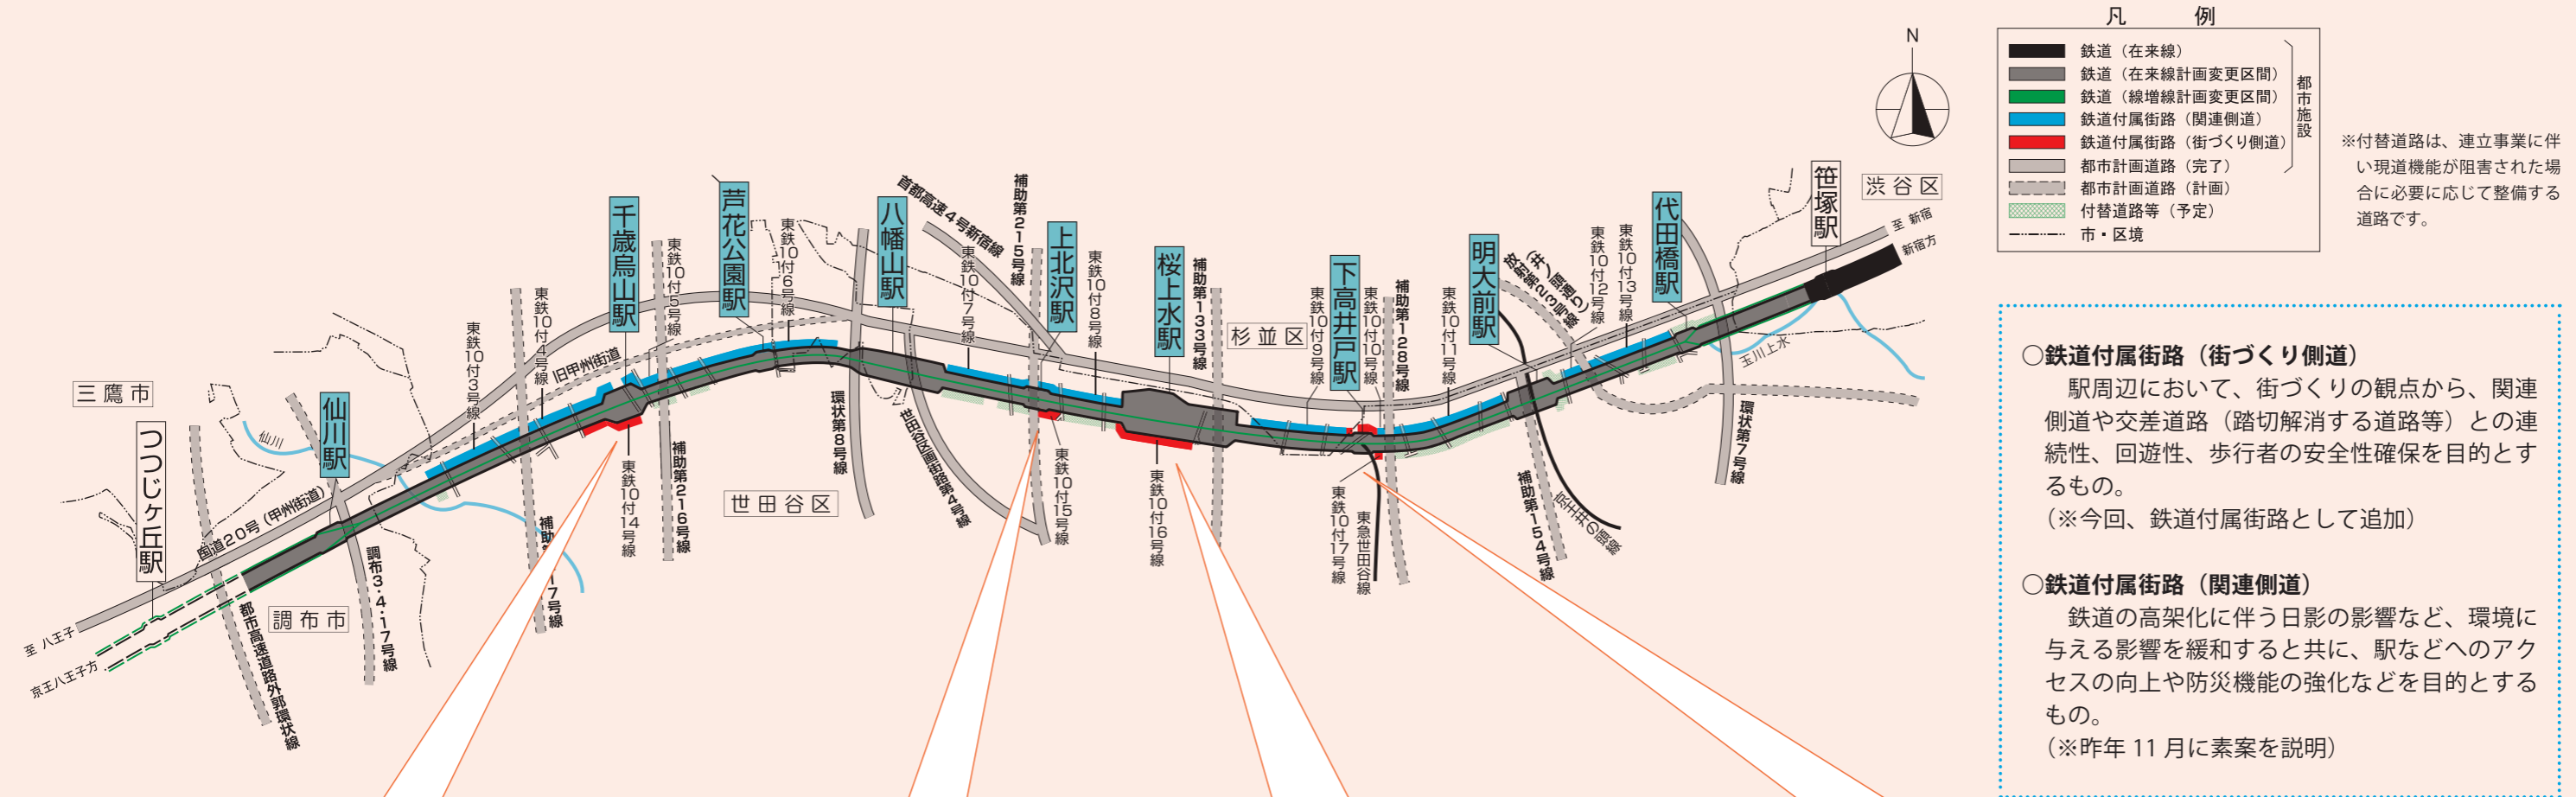 凡　例
鉄道（在来線）
鉄道（在来線計画変更区間）
鉄道（線増線計画変更区間）
鉄道付属街路（関連側道）
鉄道付属街路（街づくり側道）
都市計画道路（完了）
都市計画道路（計画）
付替道路等（予定）
市・区境
都市施設
※付替道路は、連立事業に伴
い現道機能が阻害された場
合に必要に応じて整備する
道路です。
N
三鷹市
つつじヶ丘駅
仙川
仙川駅
国道20号（甲州街道）
至 八王子
京王八王子方
都市高速道路外郭環状線
調布市
調布3・4・17号線
東鉄10付3号線
東鉄10付4号線
旧甲州街道
千歳烏山駅
東鉄10付5号線
東鉄10付14号線
補助第216号線
芦花公園駅
東鉄10付6号線
八幡山駅
環状第8号線
世田谷区
世田谷区画街路第4号線
首都高速4号新宿線
東鉄10付7号線
補助第215号線
上北沢駅
東鉄10付8号線
東鉄10付15号線
桜上水駅
補助第133号線
東鉄10付16号線
杉並区
東鉄10付9号線
下高井戸駅
東鉄10付10号線
補助第128号線
東鉄10付17号線
東急世田谷線
東鉄10付11号線
明大前駅
放射第23号線
（井ノ頭通り）
補助第154号線
京王井の頭線
東鉄10付12号線
東鉄10付13号線
代田橋駅
環状第7号線
玉川上水
笹塚駅
渋谷区
至 新宿
新宿方
○鉄道付属街路（街づくり側道）
駅周辺において、街づくりの観点から、関連
側道や交差道路（踏切解消する道路等）との連
続性、回遊性、歩行者の安全性確保を目的とす
るもの。
（※今回、鉄道付属街路として追加）
○鉄道付属街路（関連側道）
鉄道の高架化に伴う日影の影響など、環境に
与える影響を緩和すると共に、駅などへのアク
セスの向上や防災機能の強化などを目的とする
もの。
（※昨年 11 月に素案を説明）